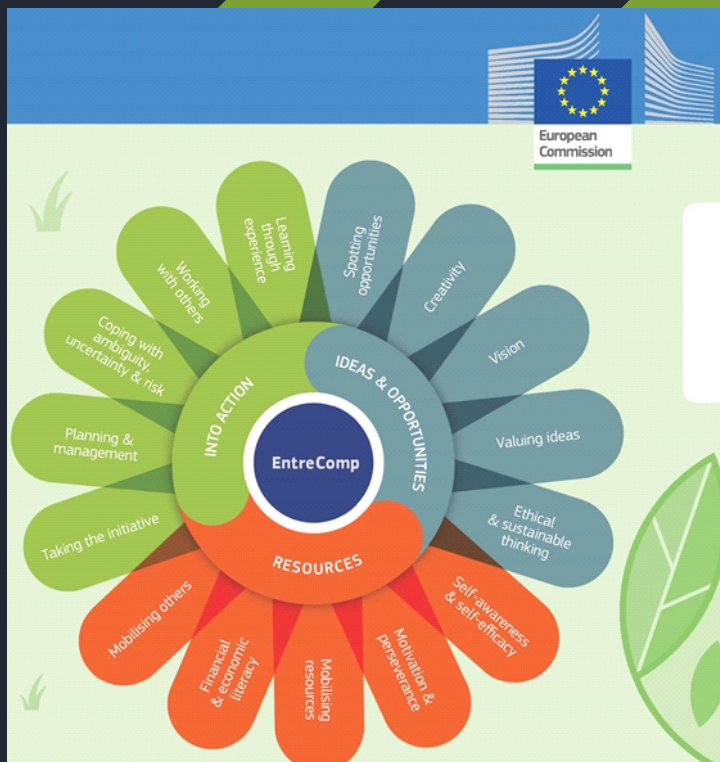 European
Commission
Learning
through
experience
Spotting
opportunities
Working
with others
Creativity
Coping with
ambiguity,
uncertainty & risk
Vision
INTO ACTION
IDEAS & OPPORTUNITIES
Planning &
management
EntreComp
Valuing ideas
Taking the initiative
Ethical
& sustainable
thinking
RESOURCES
Mobilising others
Financial
& economic
literacy
Mobilising
resources
Motivation &
perseverance
Self-awareness
& self-efficacy